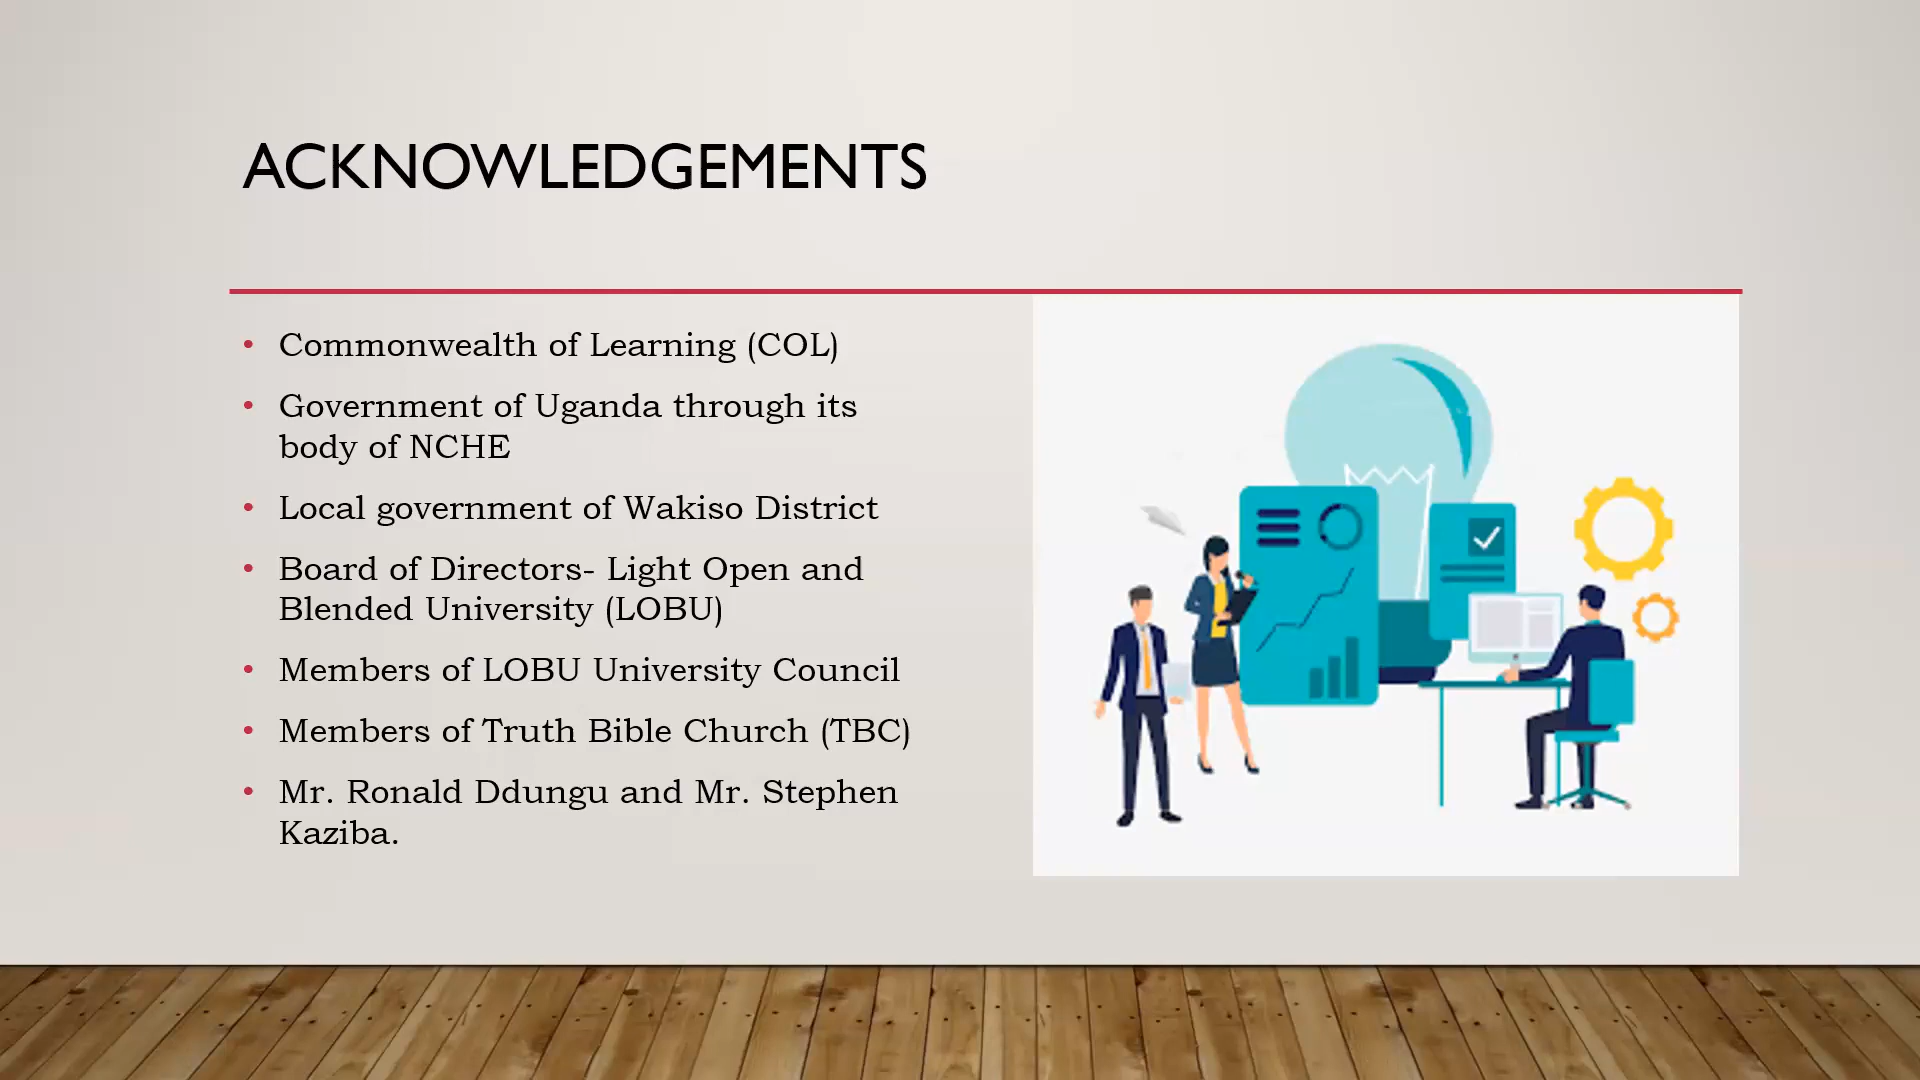 ACKNOWLEDGEMENTS
• Commonwealth of Learning (COL)
• Government of Uganda through its
body of NCHE
• Local government of Wakiso District
• Board of Directors- Light Open and
Blended University (LOBU)
• Members of LOBU University Council
• Members of Truth Bible Church (TBC)
• Mr. Ronald Ddungu and Mr. Stephen
Kaziba.